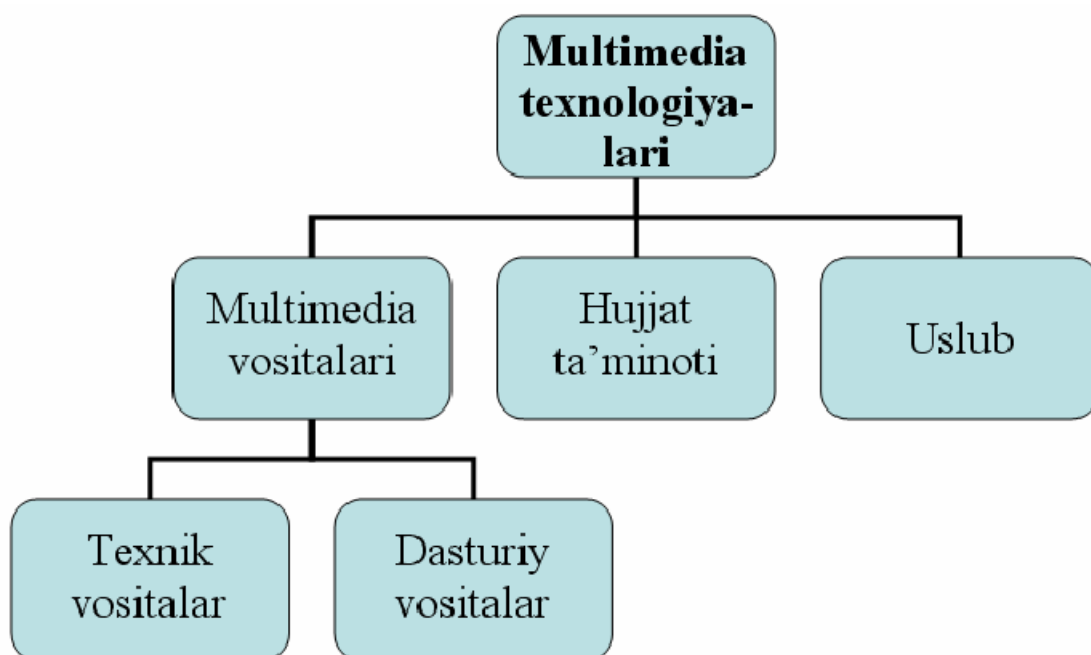 Multimedia
texnologiya-
lari
Multimedia
vositalari
Hujjat
ta’minoti
Uslub
Texnik
vositalar
Dasturiy
vositalar